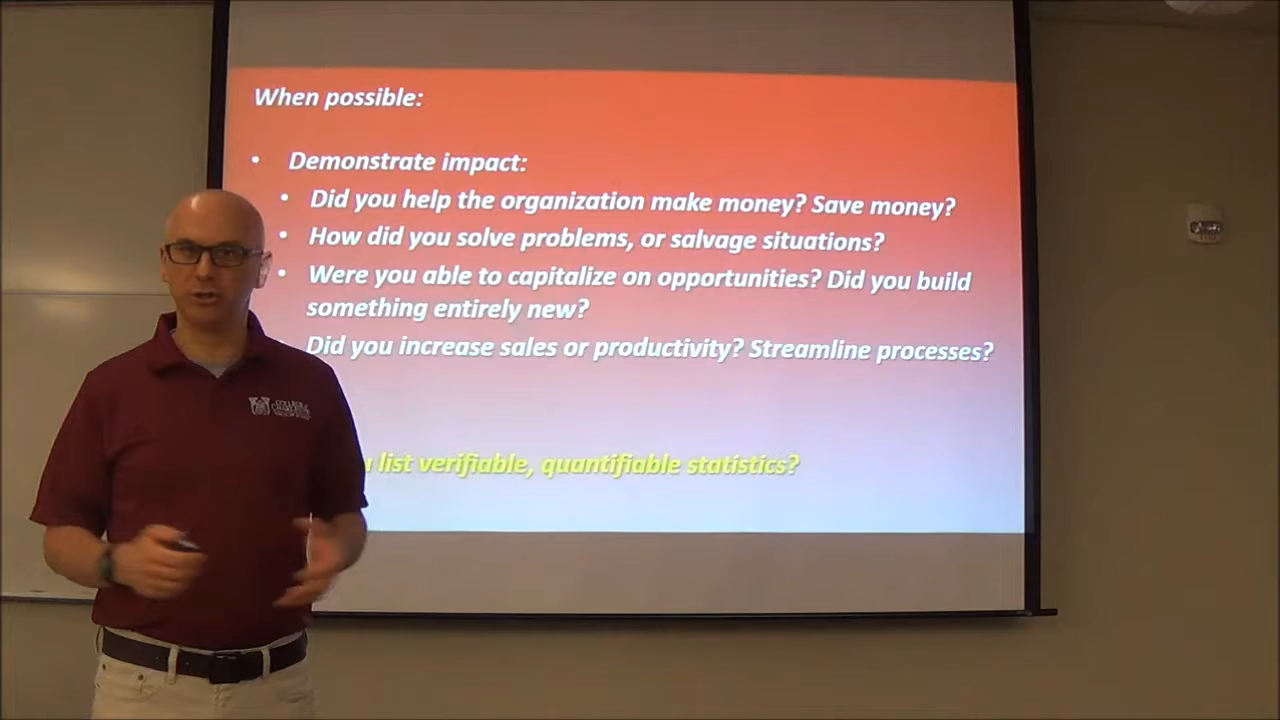 When possible:
• Demonstrate impact:
• Did you help the organization make money? Save money?
• How did you solve problems, or salvage situations?
• Were you able to capitalize on opportunities? Did you build
something entirely new?
Did you increase sales or productivity? Streamline processes?
list verifiable, quantifiable statistics?
COLLEGE
CHARLESTON